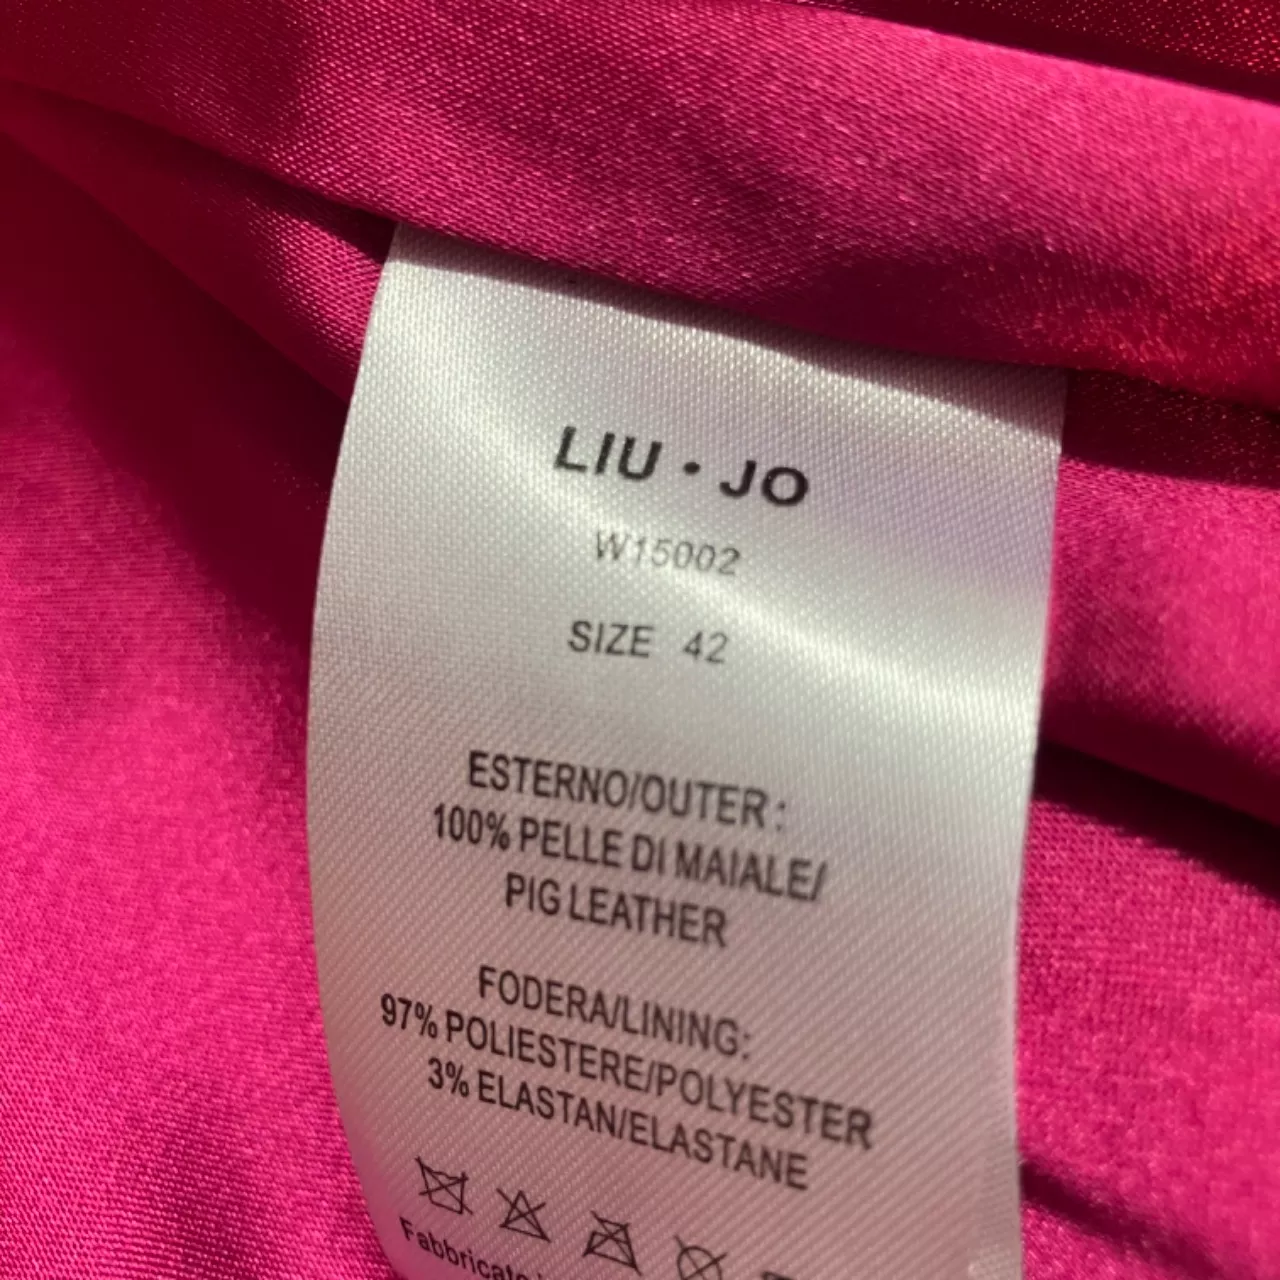 LIU • JO
W15002
SIZE 42
ESTERNO/OUTER :
100% PELLE DI MAIALE/
PIG LEATHER
FODERA/LINING:
97% POLIESTERE/POLYESTER
3% ELASTAN/ELASTANE
Fabbricato